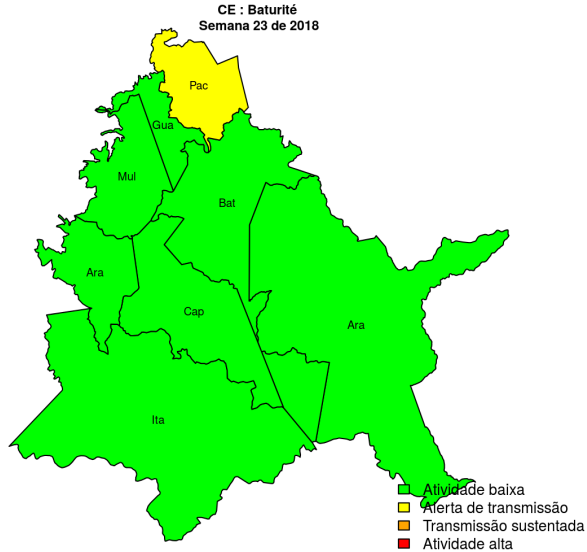 CE : Baturité
Semana 23 de 2018
Pac
Gua
Mul
Bat
Ara
Cap
Ara
Ita
Atividade baixa
Alerta de transmissão
Transmissão sustentada
Atividade alta